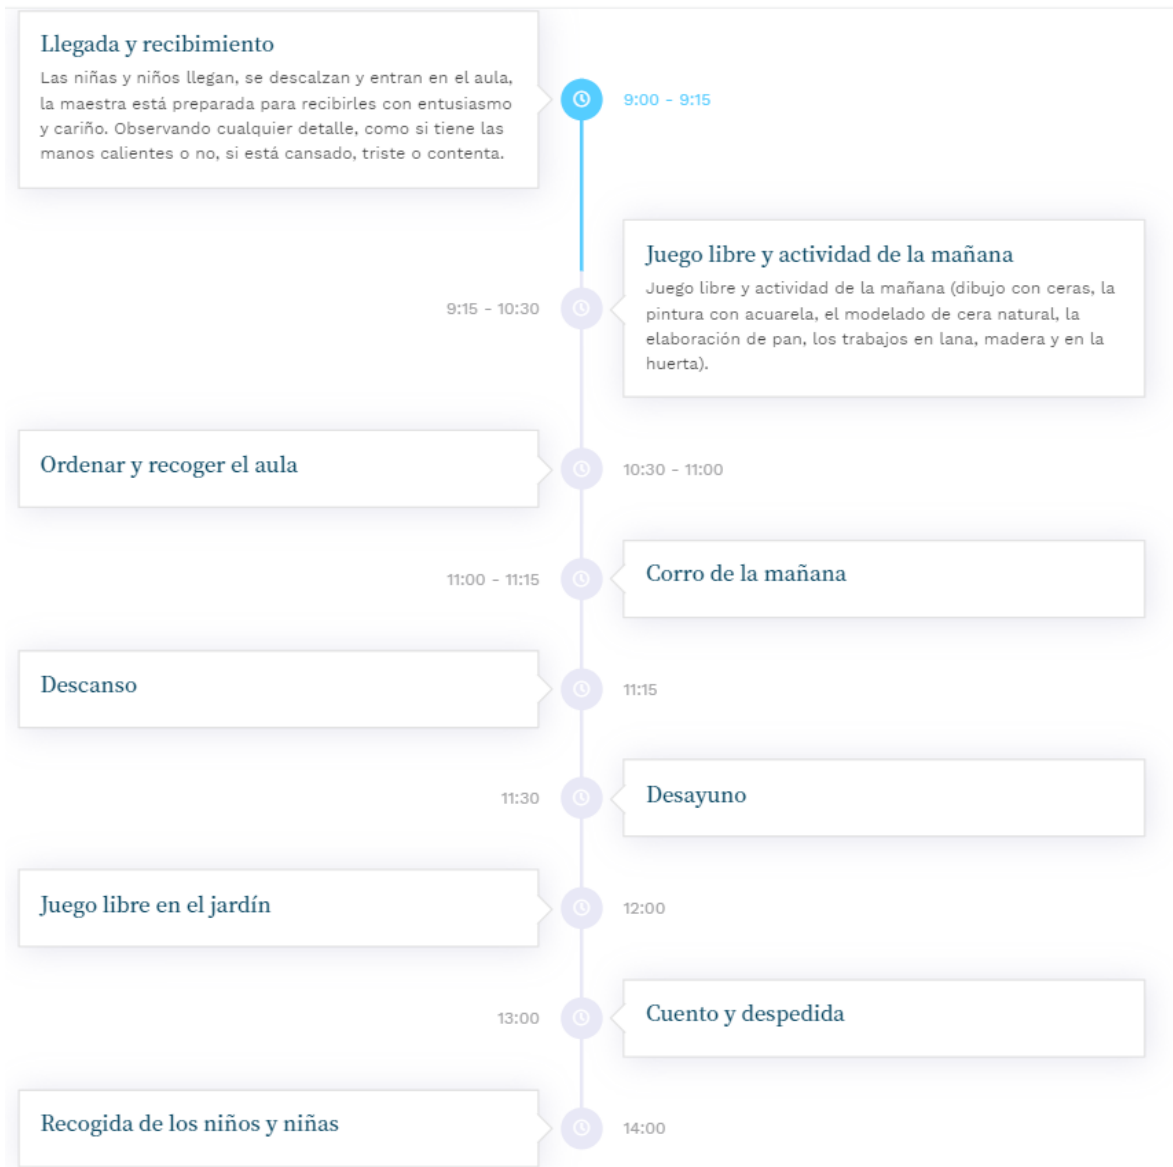 Llegada y recibimiento
Las niñas y niños llegan, se descalzan y entran en el aula,
la maestra está preparada para recibirles con entusiasmo
y cariño. Observando cualquier detalle, como si tiene las
manos calientes o no, si está cansado, triste o contenta.
9:00 - 9:15
9:15 - 10:30
Juego libre y actividad de la mañana
Juego libre y actividad de la mañana (dibujo con ceras, la
pintura con acuarela, el modelado de cera natural, la
elaboración de pan, los trabajos en lana, madera y en la
huerta).
Ordenar y recoger el aula
10:30 - 11:00
11:00 - 11:15
Corro de la mañana
Descanso
11:15
11:30
Desayuno
Juego libre en el jardín
12:00
13:00
Cuento y despedida
Recogida de los niños y niñas
14:00